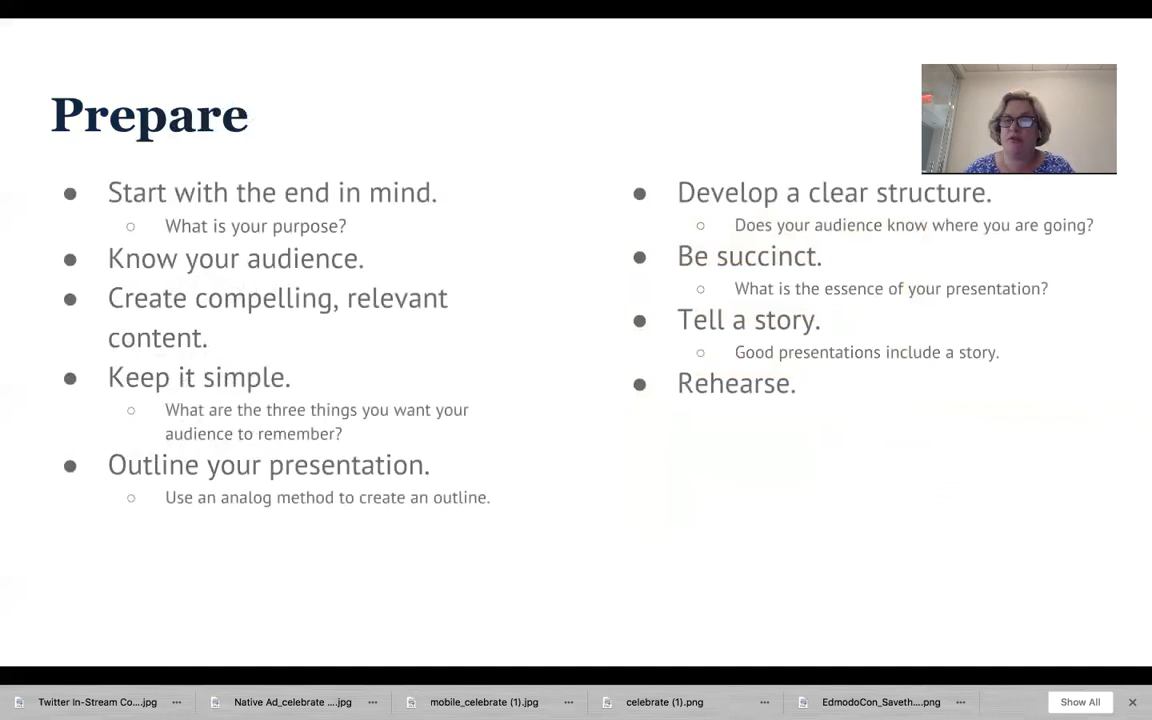 Prepare
Start with the end in mind.
What is your purpose?
Know your audience.
Create compelling, relevant
content.
Keep it simple.
What are the three things you want your
audience to remember?
Outline your presentation.
Use an analog method to create an outline.
Develop a clear structure.
Does your audience know where you are going?
Be succinct.
What is the essence of your presentation?
Tell a story.
Good presentations include a story.
Rehearse.
Twitter In-Stream Co....jpg
Native Ad_celebrate ....jpg
mobile_celebrate (1).jpg
celebrate (1).png
EdmodoCon_Saveth....png
Show All